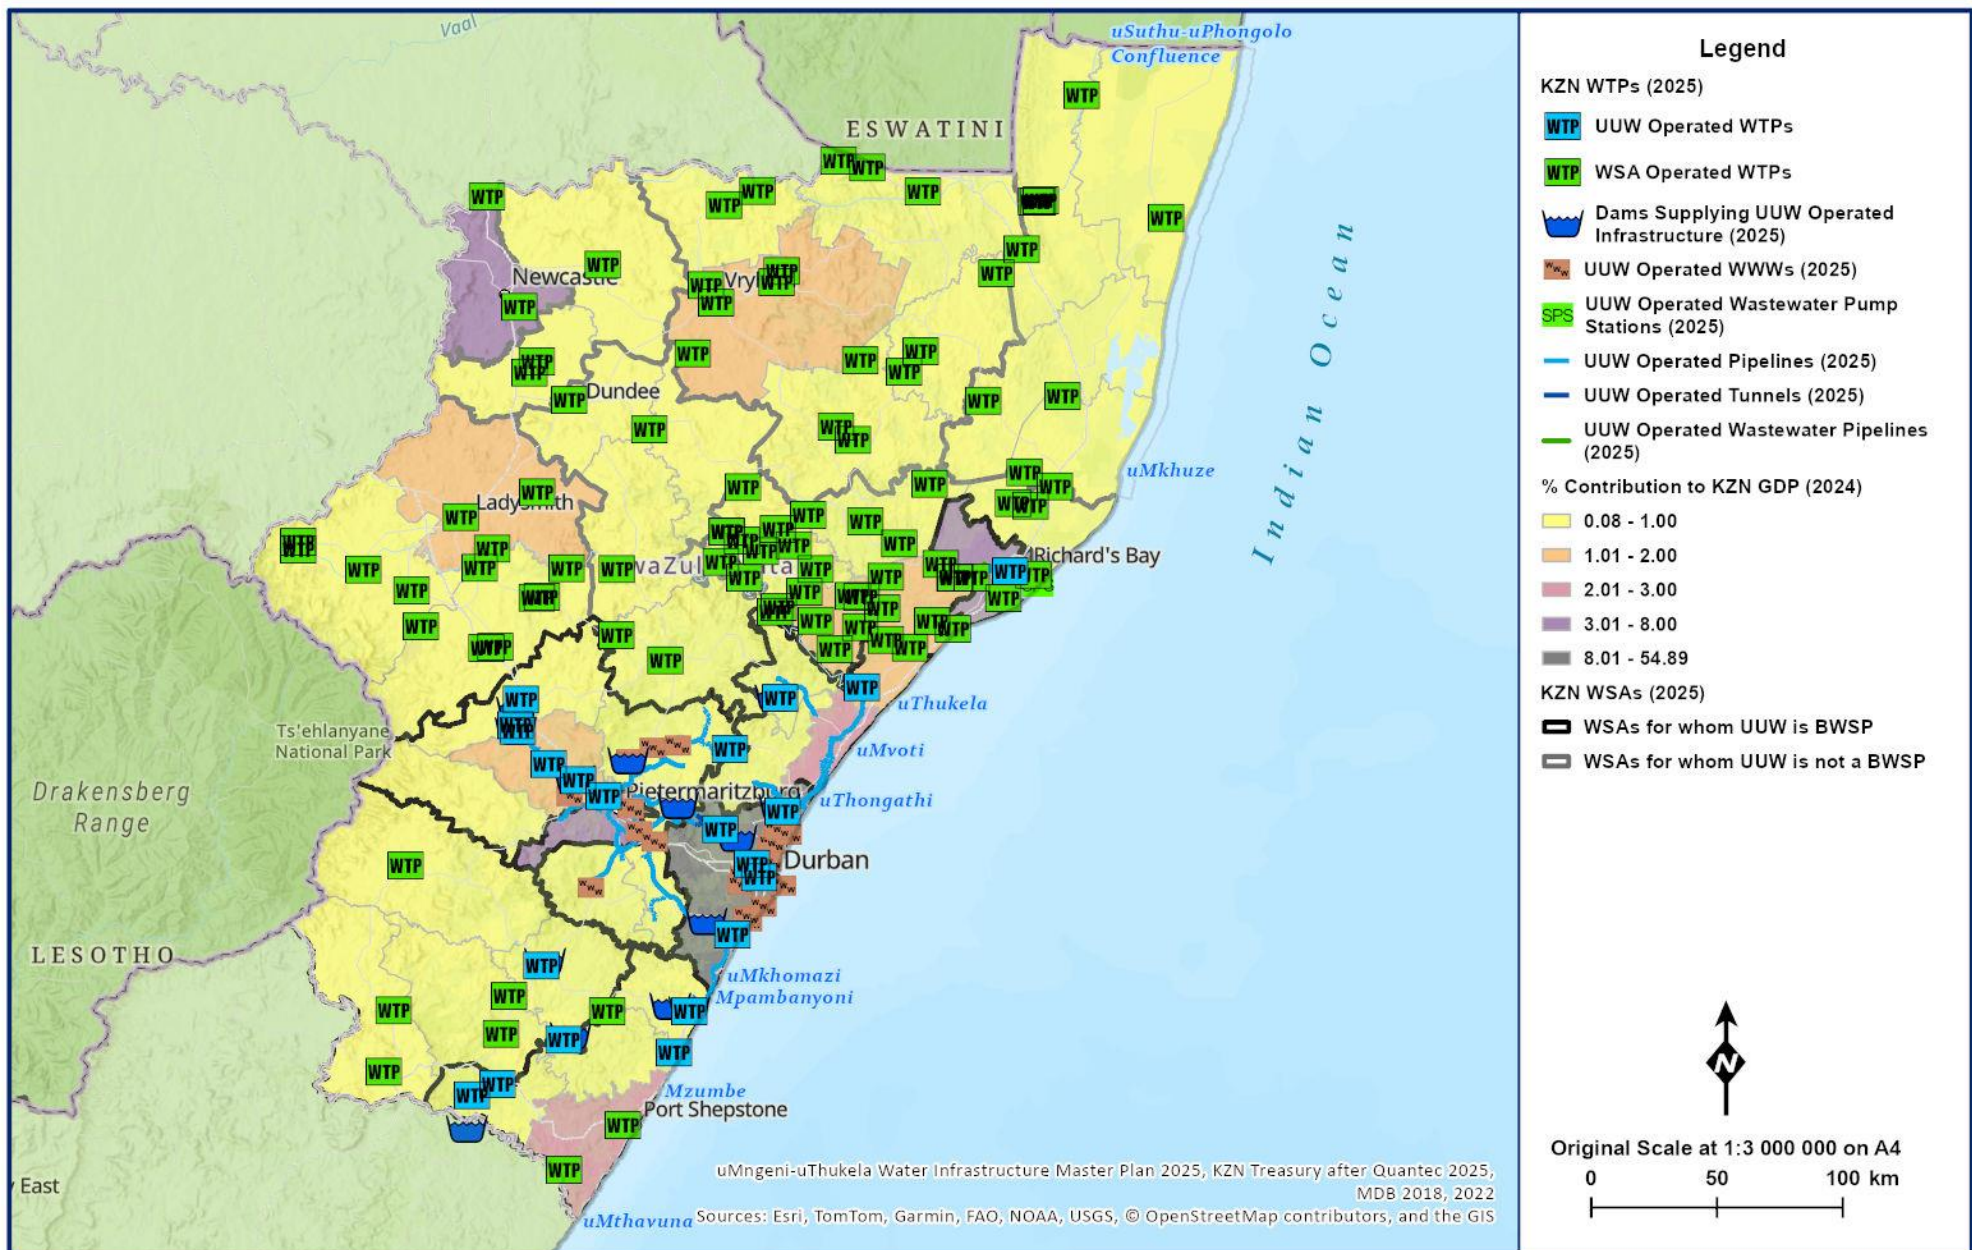 Vaal
uSuthu-uPhongolo
Confluence
ESWATINI
Newcastle
Dundee
Ladysmith
uMkhuze
Richard's Bay
Indian Ocean
uThukela
uMvoti
uThongathi
Ts'ehlanyane
National Park
Drakensberg
Range
Pietermaritzburg
Durban
LESOTHO
uMkhomazi
Mpambanyoni
Mzumbe
Port Shepstone
East
uMthavuna
WTP
uMngeni-uThukela Water Infrastructure Master Plan 2025, KZN Treasury after Quantec 2025,
MDB 2018, 2022
Sources: Esri, TomTom, Garmin, FAO, NOAA, USGS, © OpenStreetMap contributors, and the GIS
Legend
KZN WTPs (2025)
WTP UUW Operated WTPs
WTP WSA Operated WTPs
Dams Supplying UUW Operated
Infrastructure (2025)
www UUW Operated WWWs (2025)
SPS UUW Operated Wastewater Pump
Stations (2025)
UUW Operated Pipelines (2025)
UUW Operated Tunnels (2025)
UUW Operated Wastewater Pipelines
(2025)
% Contribution to KZN GDP (2024)
0.08 - 1.00
1.01 - 2.00
2.01 - 3.00
3.01 - 8.00
8.01 - 54.89
KZN WSAs (2025)
WSAs for whom UUW is BWSP
WSAs for whom UUW is not a BWSP
N
Original Scale at 1:3 000 000 on A4
0 50 100 km